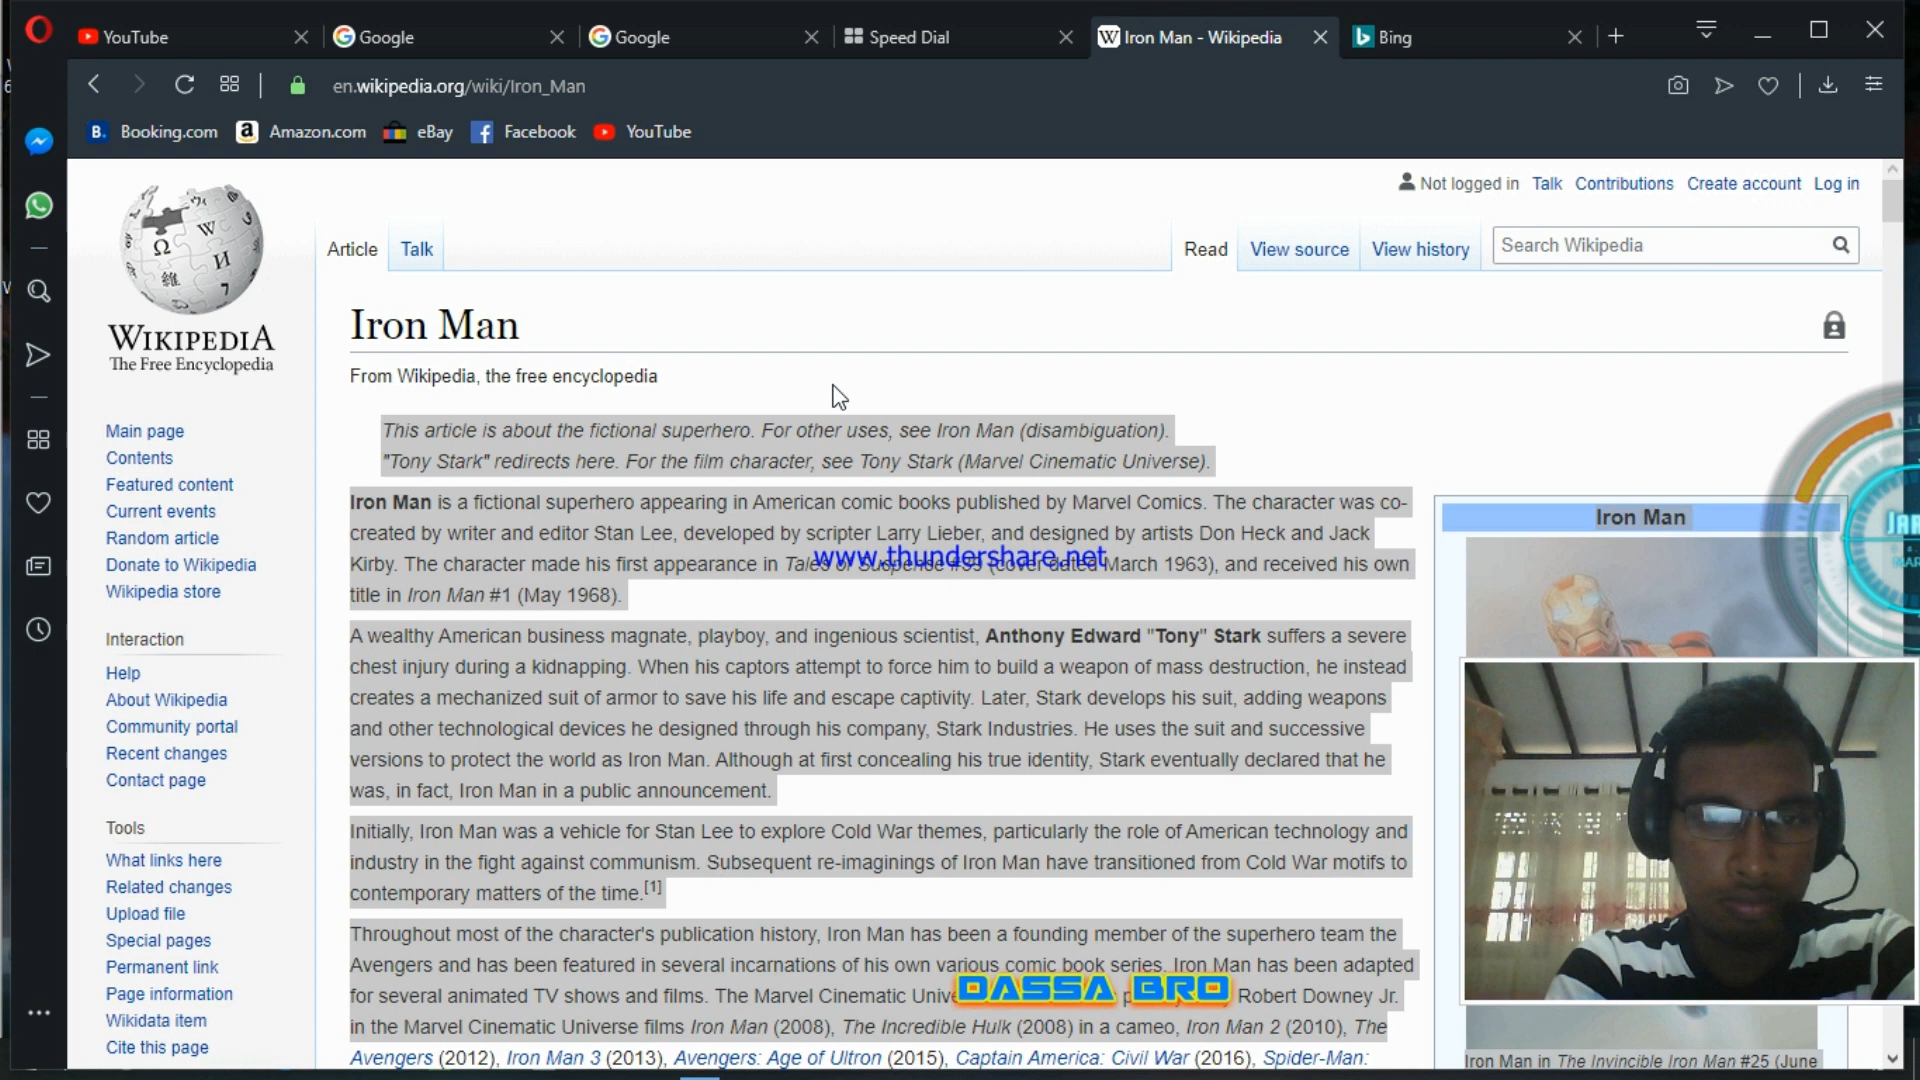 YouTube
Google
Google
Speed Dial
Iron Man - Wikipedia
Bing
en.wikipedia.org/wiki/Iron_Man
Booking.com
Amazon.com
eBay
Facebook
YouTube
Not logged in Talk Contributions Create account Log in
Article Talk
Read View source View history
Search Wikipedia
WIKIPEDIA
The Free Encyclopedia
Iron Man
From Wikipedia, the free encyclopedia
This article is about the fictional superhero. For other uses, see Iron Man (disambiguation).
"Tony Stark" redirects here. For the film character, see Tony Stark (Marvel Cinematic Universe).
Iron Man is a fictional superhero appearing in American comic books published by Marvel Comics. The character was co-
created by writer and editor Stan Lee, developed by scripter Larry Lieber, and designed by artists Don Heck and Jack
Kirby. The character made his first appearance in Tales of Suspense #39 (cover dated March 1963), and received his own
title in Iron Man #1 (May 1968).
www.thundershare.net
A wealthy American business magnate, playboy, and ingenious scientist, Anthony Edward "Tony" Stark suffers a severe
chest injury during a kidnapping. When his captors attempt to force him to build a weapon of mass destruction, he instead
creates a mechanized suit of armor to save his life and escape captivity. Later, Stark develops his suit, adding weapons
and other technological devices he designed through his company, Stark Industries. He uses the suit and successive
versions to protect the world as Iron Man. Although at first concealing his true identity, Stark eventually declared that he
was, in fact, Iron Man in a public announcement.
Initially, Iron Man was a vehicle for Stan Lee to explore Cold War themes, particularly the role of American technology and
industry in the fight against communism. Subsequent re-imaginings of Iron Man have transitioned from Cold War motifs to
contemporary matters of the time.[1]
Throughout most of the character's publication history, Iron Man has been a founding member of the superhero team the
Avengers and has been featured in several incarnations of his own various comic book series. Iron Man has been adapted
for several animated TV shows and films. The Marvel Cinematic Robert Downey Jr.
DASSA BRO
in the Marvel Cinematic Universe films Iron Man (2008), The Incredible Hulk (2008) in a cameo, Iron Man 2 (2010), The
Avengers (2012), Iron Man 3 (2013), Avengers: Age of Ultron (2015), Captain America: Civil War (2016), Spider-Man:
Main page
Contents
Featured content
Current events
Random article
Donate to Wikipedia
Wikipedia store
Interaction
Help
About Wikipedia
Community portal
Recent changes
Contact page
Tools
What links here
Related changes
Upload file
Special pages
Permanent link
Page information
Wikidata item
Cite this page
Iron Man
Iron Man in The Invincible Iron Man #25 (June